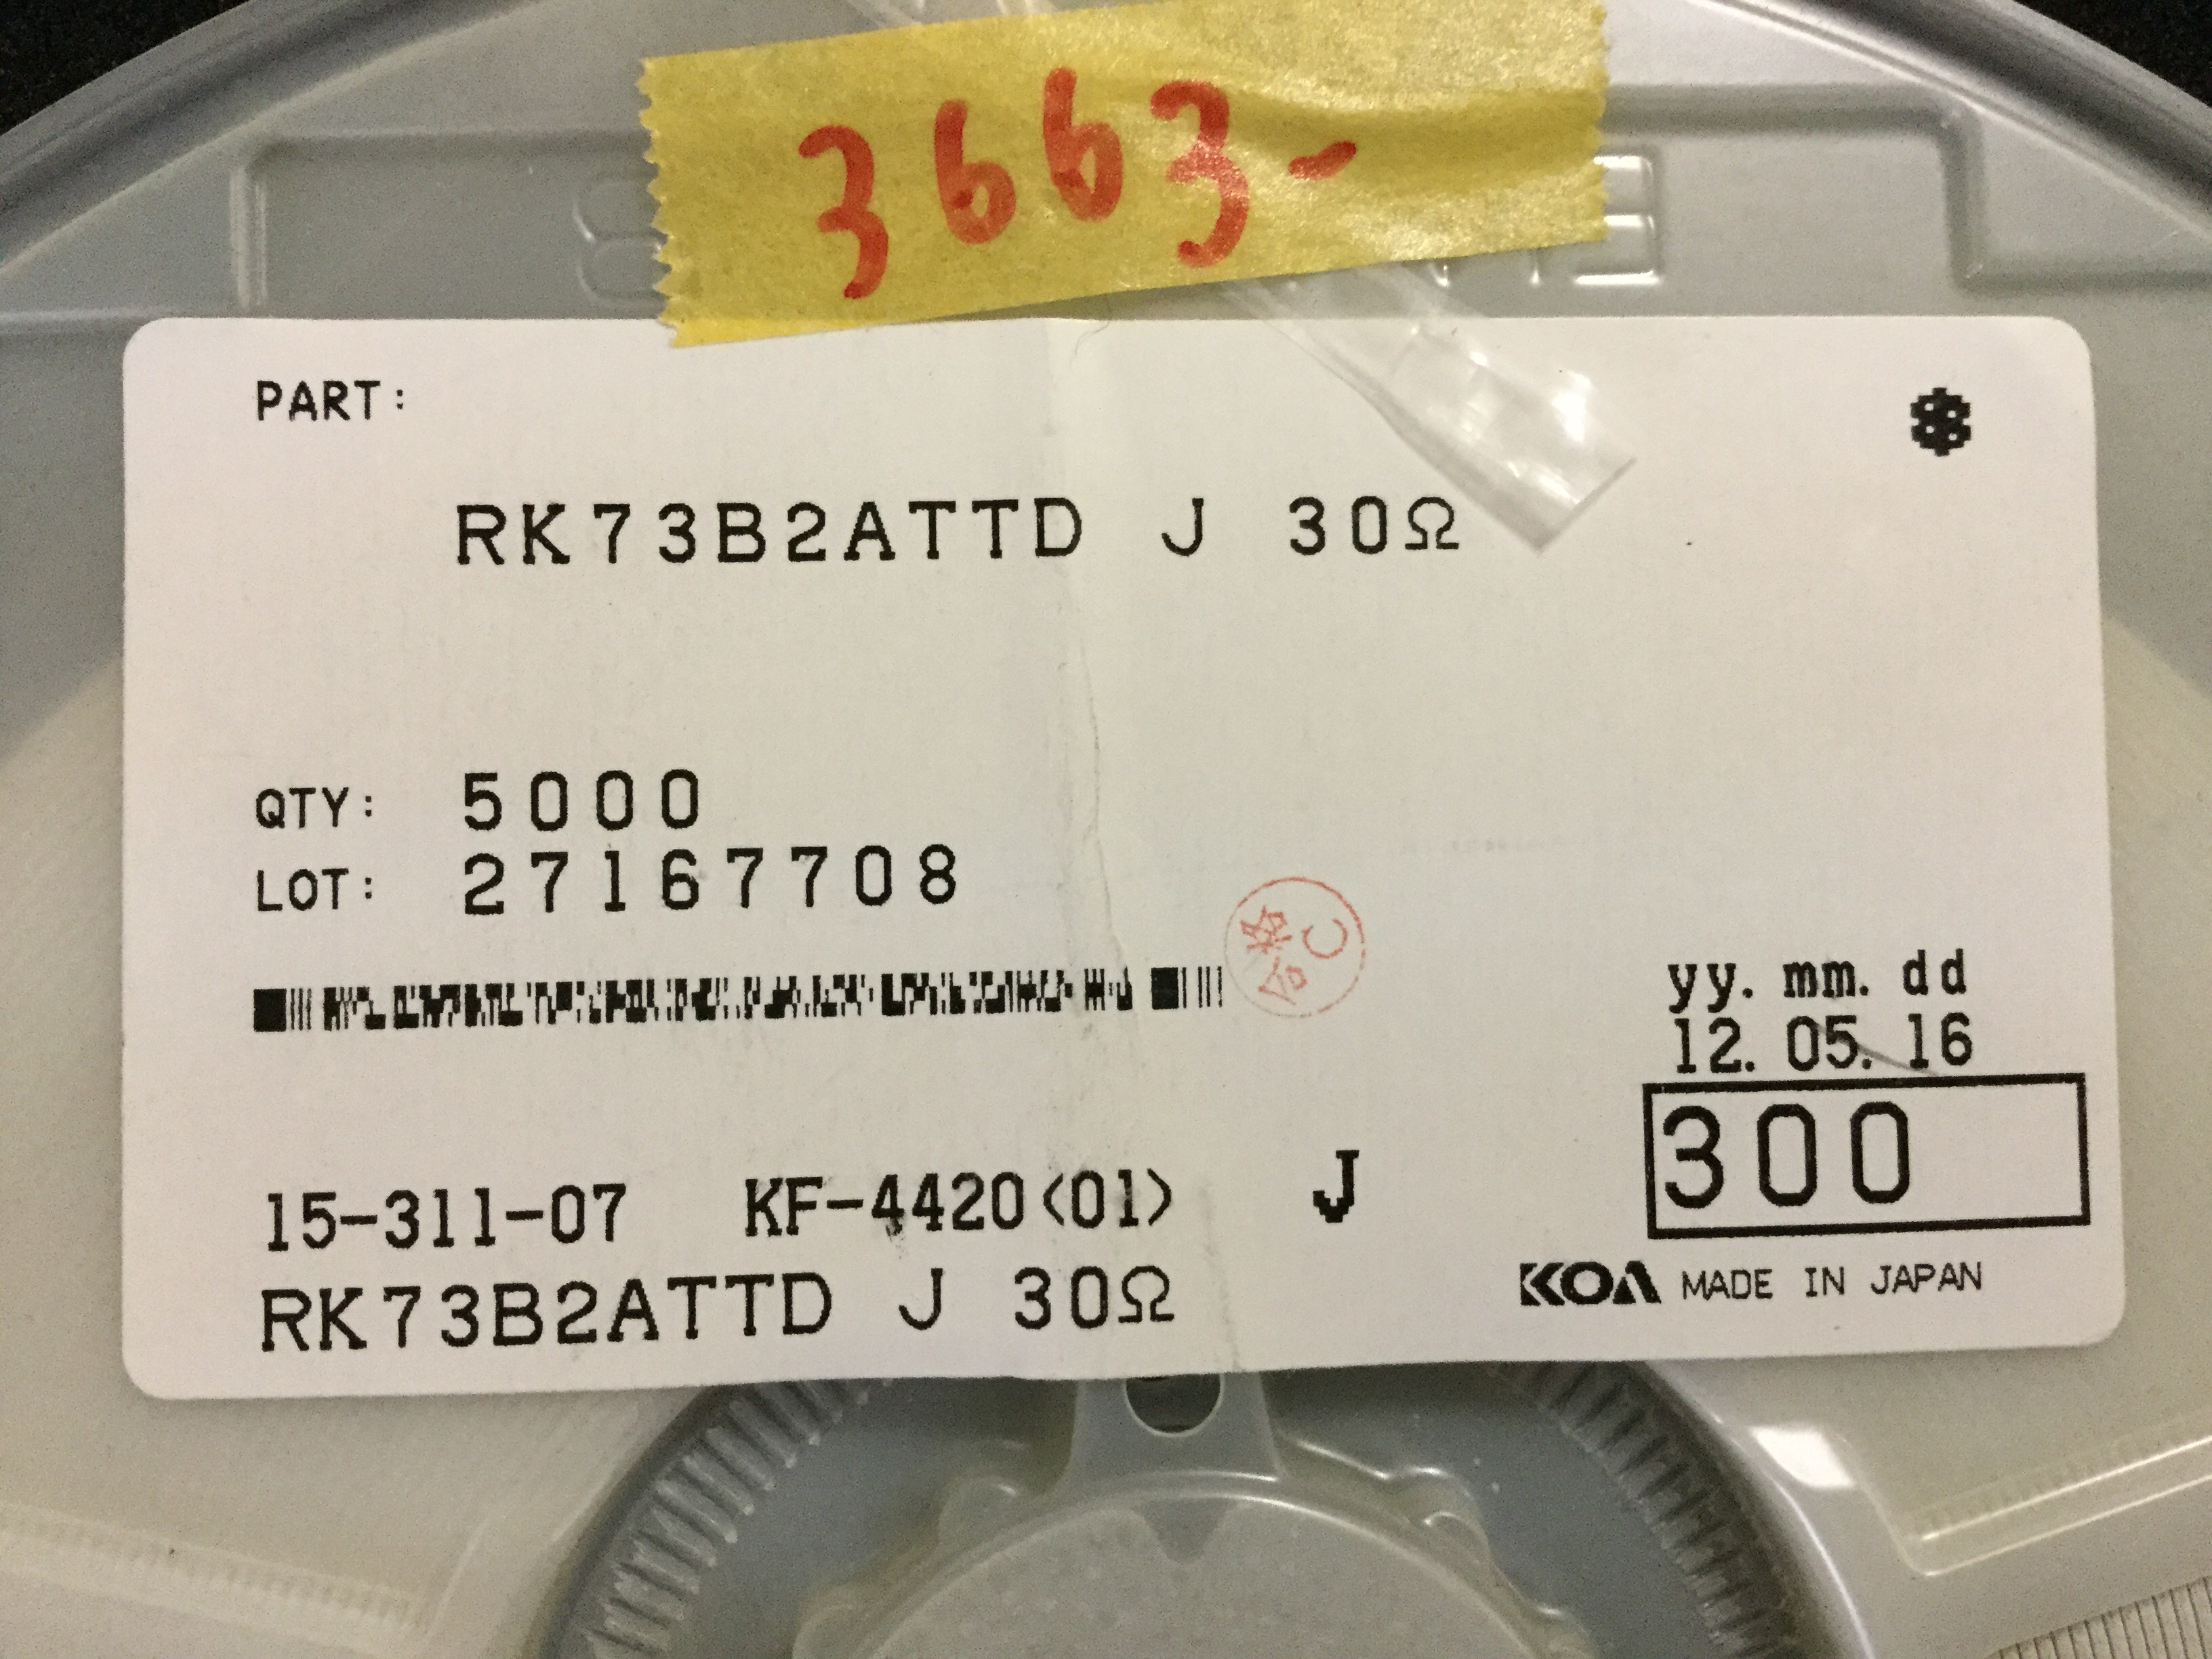 3663-
PART: *
RK73B2ATTD J 30Ω
QTY: 5000
LOT: 27167708
合格 C
yy. mm. dd
12. 05. 16
300
15-311-07 KF-4420<01> J
RK73B2ATTD J 30Ω
KOA MADE IN JAPAN